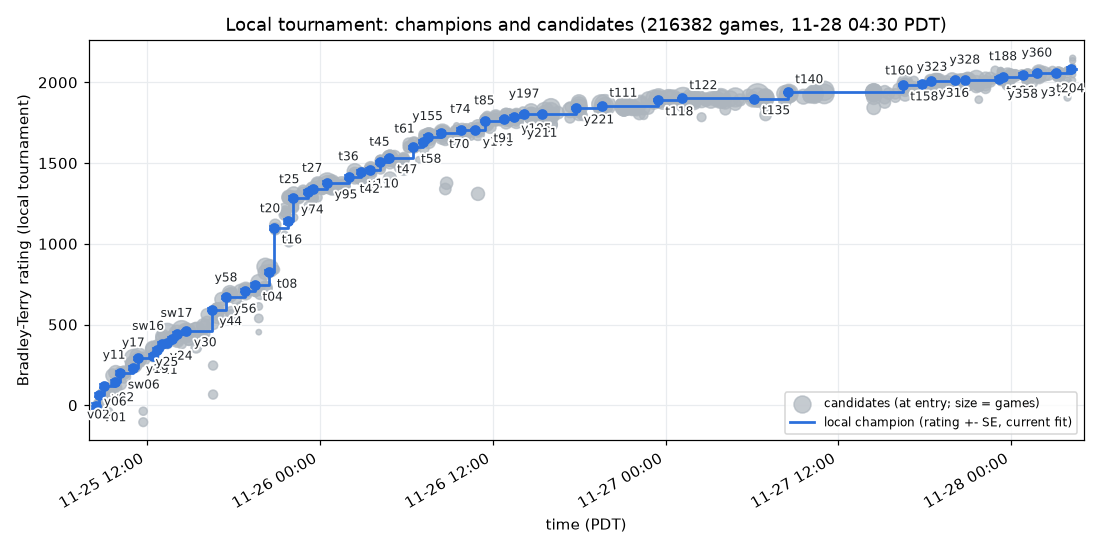 Local tournament: champions and candidates (216382 games, 11-28 04:30 PDT)
Bradley-Terry rating (local tournament)
2000
1500
1000
500
0
y02
y06
y11
sw06
y17
y25
sw16
sw17
y30
y44
y58
y56
t04
t08
t20
t16
t25
y74
t27
y95
t36
t42
t45
t47
t61
t58
y155
t70
t74
t85
t91
y197
y211
y221
t111
t118
t122
t135
t140
t160
t158
y323
y316
y328
t188
y358
y360
t204
candidates (at entry; size = games)
local champion (rating +- SE, current fit)
11-25 12:00
11-26 00:00
11-26 12:00
11-27 00:00
11-27 12:00
11-28 00:00
time (PDT)